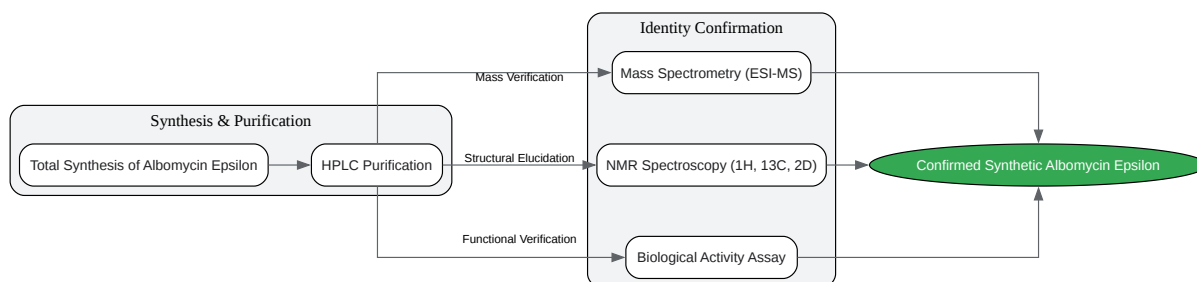 Identity Confirmation
Mass Spectrometry (ESI-MS)
Mass Verification
Synthesis & Purification
Total Synthesis of Albomycin Epsilon
HPLC Purification
Structural Elucidation
NMR Spectroscopy (1H, 13C, 2D)
Confirmed Synthetic Albomycin Epsilon
Functional Verification
Biological Activity Assay